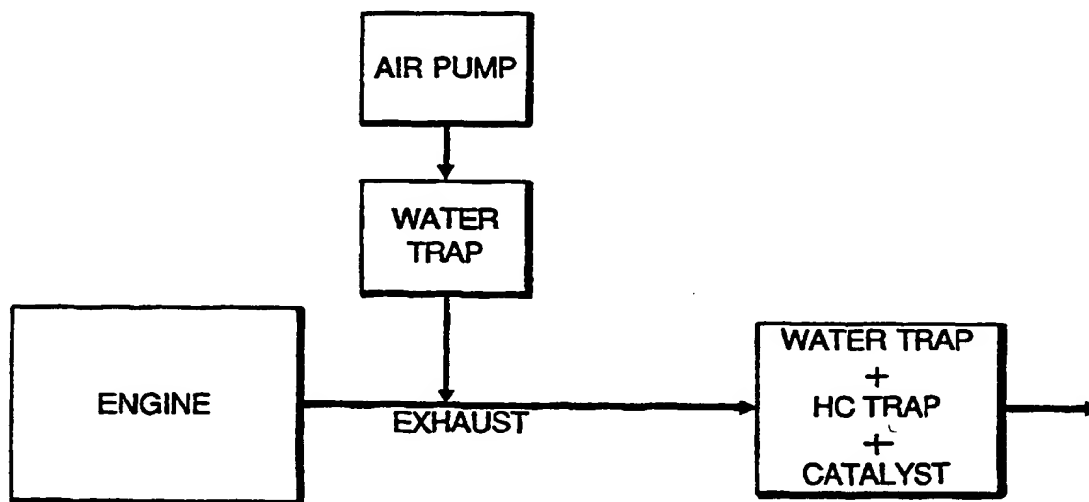 AIR PUMP
WATER
TRAP
ENGINE
EXHAUST
WATER TRAP
+
HC TRAP
+
CATALYST